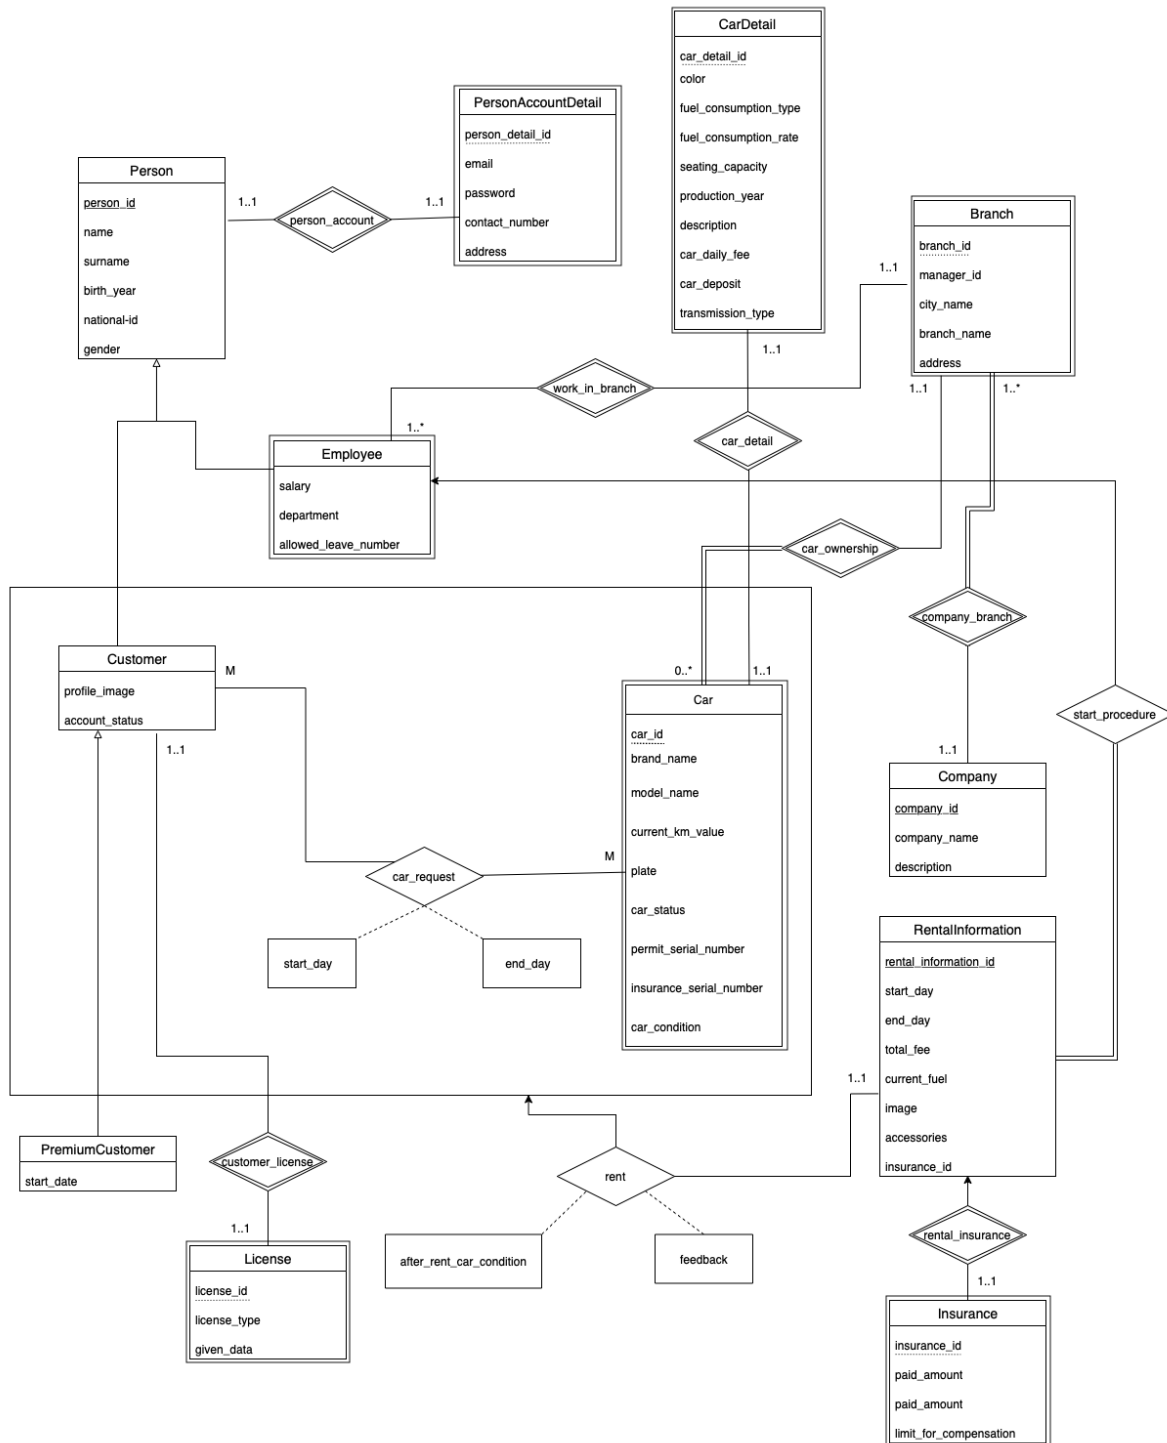 CarDetail
car_detail_id
color
fuel_consumption_type
fuel_consumption_rate
seating_capacity
production_year
description
car_daily_fee
car_deposit
transmission_type
1..1
PersonAccountDetail
person_detail_id
email
password
contact_number
address
Person
person_id
name
surname
birth_year
national-id
gender
1..1
person_account
1..1
Branch
branch_id
manager_id
city_name
branch_name
address
1..1
1..1
1..*
work_in_branch
1..*
Employee
salary
department
allowed_leave_number
car_detail
car_ownership
company_branch
start_procedure
Customer
profile_image
account_status
M
1..1
0..*
1..1
Car
car_id
brand_name
model_name
current_km_value
plate
car_status
permit_serial_number
insurance_serial_number
car_condition
M
car_request
start_day
end_day
1..1
Company
company_id
company_name
description
RentalInformation
rental_information_id
start_day
end_day
total_fee
current_fuel
image
accessories
insurance_id
1..1
PremiumCustomer
start_date
customer_license
1..1
License
license_id
license_type
given_data
rent
after_rent_car_condition
feedback
rental_insurance
1..1
Insurance
insurance_id
paid_amount
paid_amount
limit_for_compensation